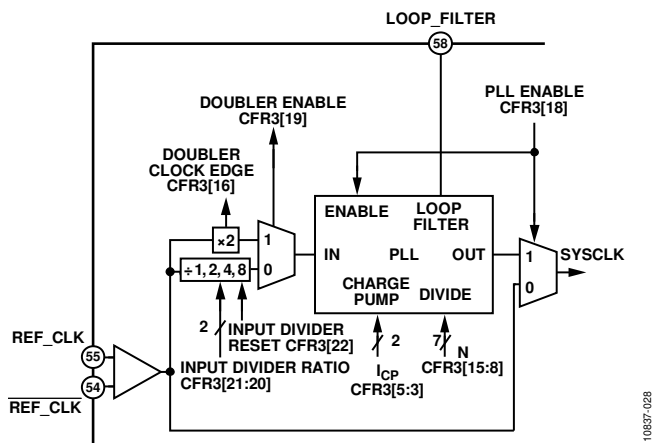 LOOP_FILTER
58
DOUBLER ENABLE
CFR3[19]
PLL ENABLE
CFR3[18]
DOUBLER
CLOCK EDGE
CFR3[16]
ENABLE
LOOP
FILTER
×2
1
÷ 1, 2, 4, 8
0
IN
PLL
OUT
1
0
SYSCLK
CHARGE
PUMP
DIVIDE
2
INPUT DIVIDER
RESET CFR3[22]
2
7
REF_CLK
55
INPUT DIVIDER RATIO
CFR3[21:20]
ICP
CFR3[5:3]
N
CFR3[15:8]
54
REF_CLK
10837-028